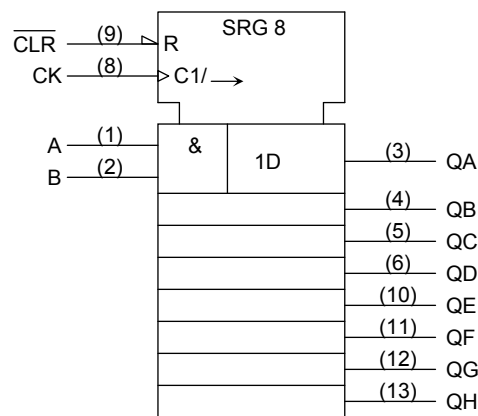 SRG 8
CLR (9) R
CK (8) C1/
A (1) & 1D (3) QA
B (2)
(4) QB
(5) QC
(6) QD
(10) QE
(11) QF
(12) QG
(13) QH